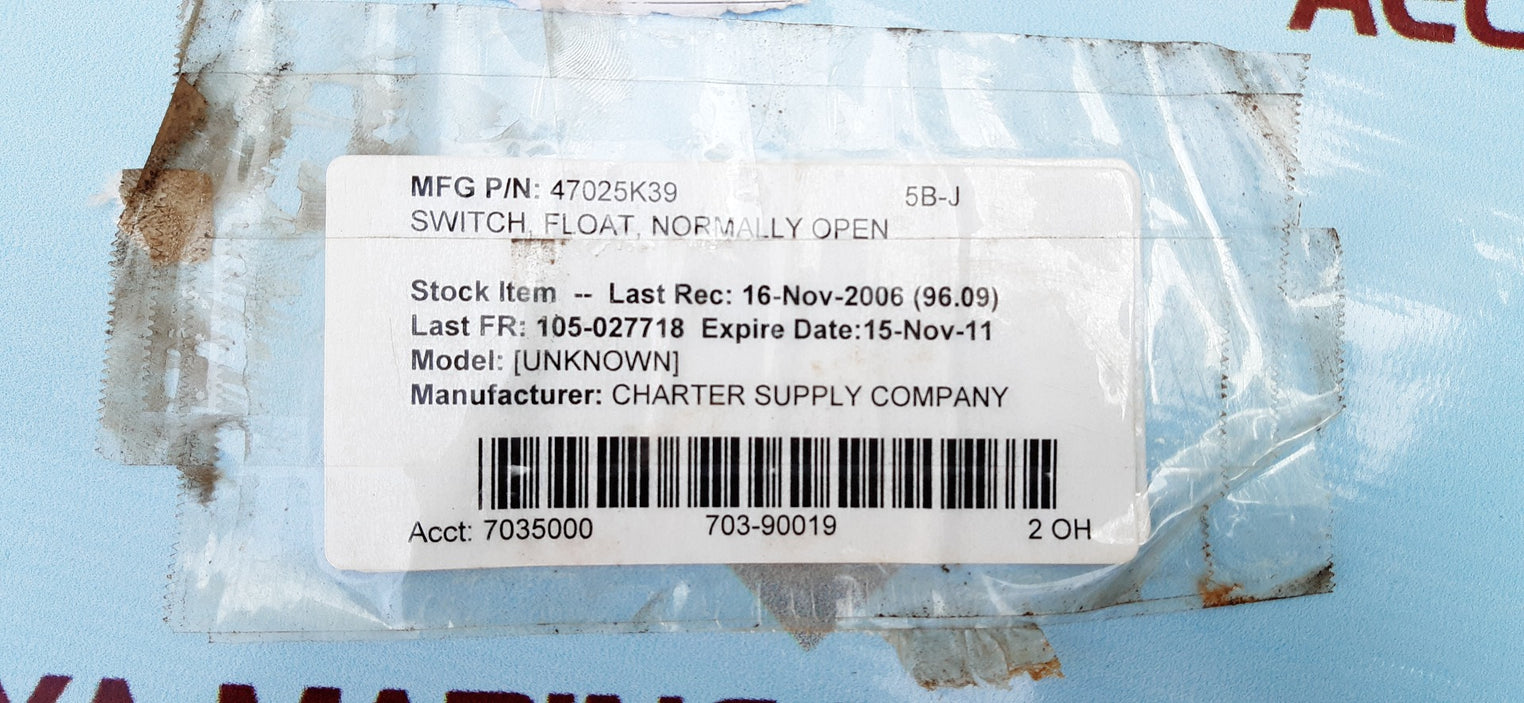 MFG P/N: 47025K39 5B-J
SWITCH, FLOAT, NORMALLY OPEN
Stock Item -- Last Rec: 16-Nov-2006 (96.09)
Last FR: 105-027718 Expire Date:15-Nov-11
Model: [UNKNOWN]
Manufacturer: CHARTER SUPPLY COMPANY
Acct: 7035000 703-90019 2 OH